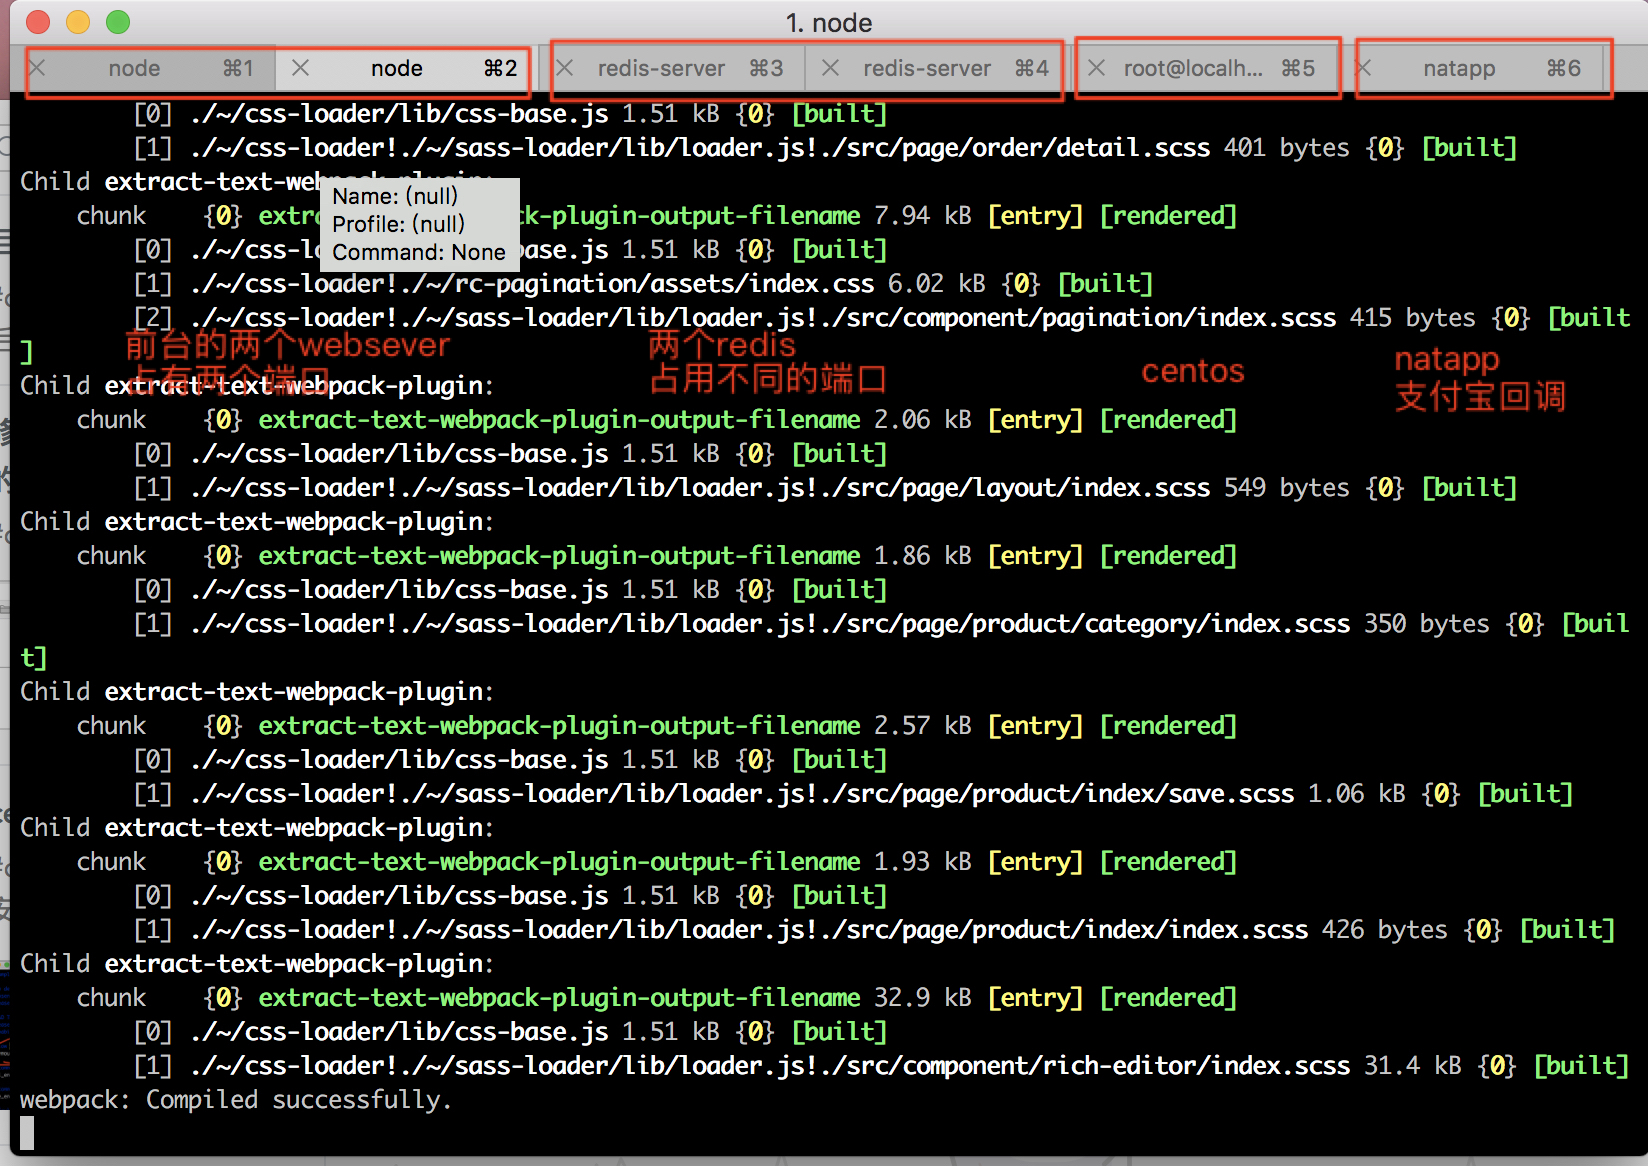 1. node
node ⌘1 node ⌘2 redis-server ⌘3 redis-server ⌘4 root@localh... ⌘5 natapp ⌘6
[0] ./~/css-loader/lib/css-base.js 1.51 kB {0} [built]
[1] ./~/css-loader!./~/sass-loader/lib/loader.js!./src/page/order/detail.scss 401 bytes {0} [built]
Child extract-text-webpack-plugin:
Name: (null)
Profile: (null)
Command: None
chunk {0} extr ck-plugin-output-filename 7.94 kB [entry] [rendered]
[0] ./~/css-l base.js 1.51 kB {0} [built]
[1] ./~/css-loader!./~/rc-pagination/assets/index.css 6.02 kB {0} [built]
[2] ./~/css-loader!./~/sass-loader/lib/loader.js!./src/component/pagination/index.scss 415 bytes {0} [built
]
前台的两个websever
占有两个端口
两个redis
占用不同的端口
centos
natapp
支付宝回调
Child extract-text-webpack-plugin:
chunk {0} extract-text-webpack-plugin-output-filename 2.06 kB [entry] [rendered]
[0] ./~/css-loader/lib/css-base.js 1.51 kB {0} [built]
[1] ./~/css-loader!./~/sass-loader/lib/loader.js!./src/page/layout/index.scss 549 bytes {0} [built]
Child extract-text-webpack-plugin:
chunk {0} extract-text-webpack-plugin-output-filename 1.86 kB [entry] [rendered]
[0] ./~/css-loader/lib/css-base.js 1.51 kB {0} [built]
[1] ./~/css-loader!./~/sass-loader/lib/loader.js!./src/page/product/category/index.scss 350 bytes {0} [buil
t]
Child extract-text-webpack-plugin:
chunk {0} extract-text-webpack-plugin-output-filename 2.57 kB [entry] [rendered]
[0] ./~/css-loader/lib/css-base.js 1.51 kB {0} [built]
[1] ./~/css-loader!./~/sass-loader/lib/loader.js!./src/page/product/index/save.scss 1.06 kB {0} [built]
Child extract-text-webpack-plugin:
chunk {0} extract-text-webpack-plugin-output-filename 1.93 kB [entry] [rendered]
[0] ./~/css-loader/lib/css-base.js 1.51 kB {0} [built]
[1] ./~/css-loader!./~/sass-loader/lib/loader.js!./src/page/product/index/index.scss 426 bytes {0} [built]
Child extract-text-webpack-plugin:
chunk {0} extract-text-webpack-plugin-output-filename 32.9 kB [entry] [rendered]
[0] ./~/css-loader/lib/css-base.js 1.51 kB {0} [built]
[1] ./~/css-loader!./~/sass-loader/lib/loader.js!./src/component/rich-editor/index.scss 31.4 kB {0} [built]
webpack: Compiled successfully.